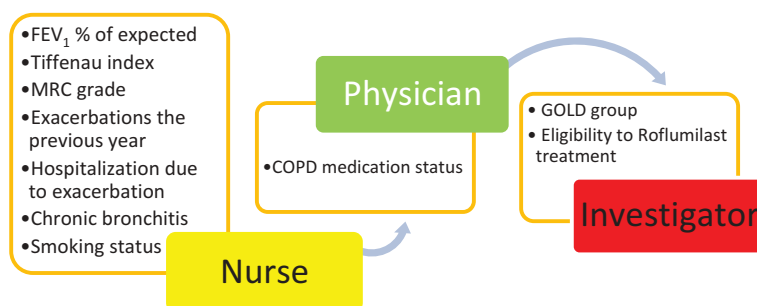 •FEV₁ % of expected
•Tiffenau index
•MRC grade
•Exacerbations the
previous year
•Hospitalization due
to exacerbation
•Chronic bronchitis
•Smoking status
Nurse
Physician
•COPD medication status
• GOLD group
• Eligibility to Roflumilast
treatment
Investigator